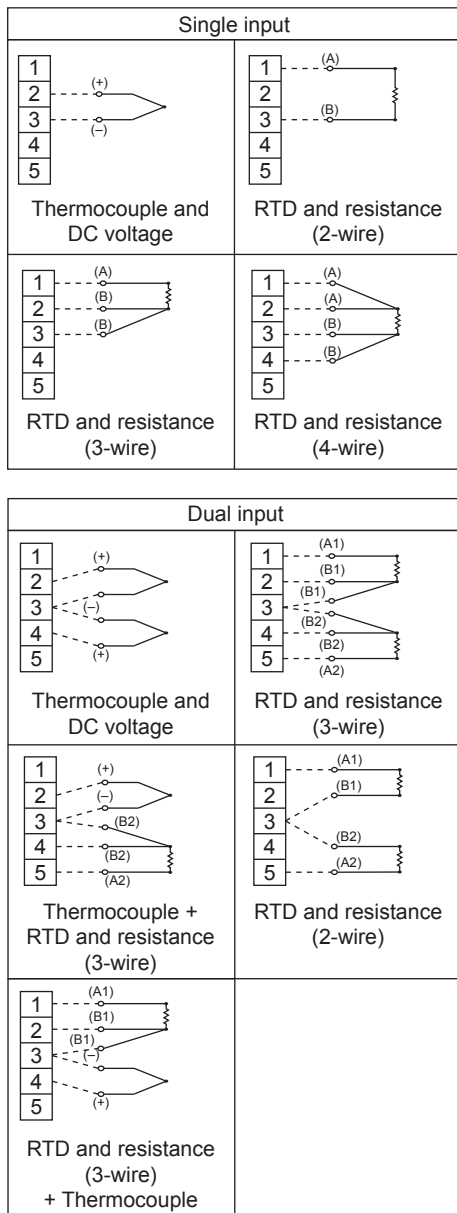 Single input
1
2
3
4
5
(+)
(–)
Thermocouple and
DC voltage
1
2
3
4
5
(A)
(B)
RTD and resistance
(2-wire)
1
2
3
4
5
(A)
(B)
(B)
RTD and resistance
(3-wire)
1
2
3
4
5
(A)
(A)
(B)
(B)
RTD and resistance
(4-wire)
Dual input
1
2
3
4
5
(+)
(–)
(+)
Thermocouple and
DC voltage
1
2
3
4
5
(A1)
(B1)
(B1)
(B2)
(B2)
(A2)
RTD and resistance
(3-wire)
1
2
3
4
5
(+)
(–)
(B2)
(B2)
(A2)
Thermocouple +
RTD and resistance
(3-wire)
1
2
3
4
5
(A1)
(B1)
(B2)
(A2)
RTD and resistance
(2-wire)
1
2
3
4
5
(A1)
(B1)
(B1)
(–)
(+)
RTD and resistance
(3-wire)
+ Thermocouple